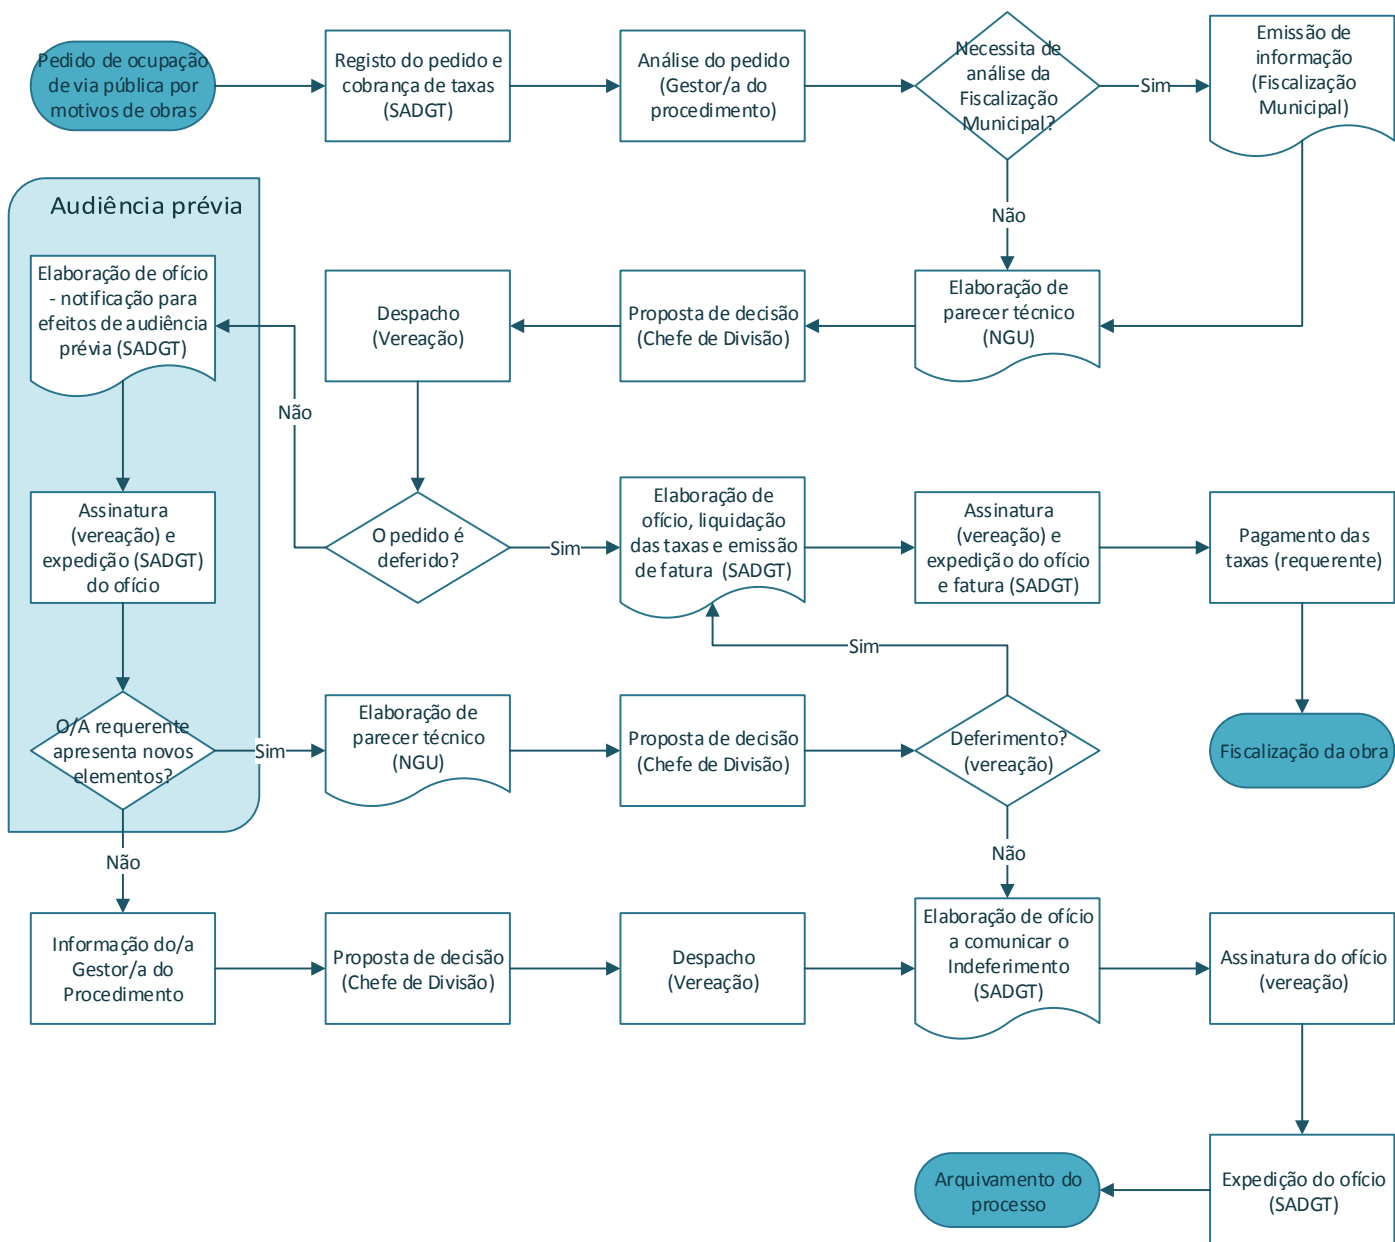 Pedido de ocupação
de via pública por
motivos de obras
Registo do pedido e
cobrança de taxas
(SADGT)
Análise do pedido
(Gestor/a do
procedimento)
Necessita de
análise da
Fiscalização
Municipal?
Sim
Emissão de
informação
(Fiscalização
Municipal)
Não
Audiência prévia
Elaboração de ofício
- notificação para
efeitos de audiência
prévia (SADGT)
Despacho
(Vereação)
Proposta de decisão
(Chefe de Divisão)
Elaboração de
parecer técnico
(NGU)
Não
Assinatura
(vereação) e
expedição (SADGT)
do ofício
O pedido é
deferido?
Sim
Elaboração de
ofício, liquidação
das taxas e emissão
de fatura (SADGT)
Assinatura
(vereação) e
expedição do ofício
e fatura (SADGT)
Pagamento das
taxas (requerente)
Sim
O/A requerente
apresenta novos
elementos?
Sim
Elaboração de
parecer técnico
(NGU)
Proposta de decisão
(Chefe de Divisão)
Deferimento?
(vereação)
Fiscalização da obra
Não
Não
Informação do/a
Gestor/a do
Procedimento
Proposta de decisão
(Chefe de Divisão)
Despacho
(Vereação)
Elaboração de ofício
a comunicar o
Indeferimento
(SADGT)
Assinatura do ofício
(vereação)
Arquivamento do
processo
Expedição do ofício
(SADGT)